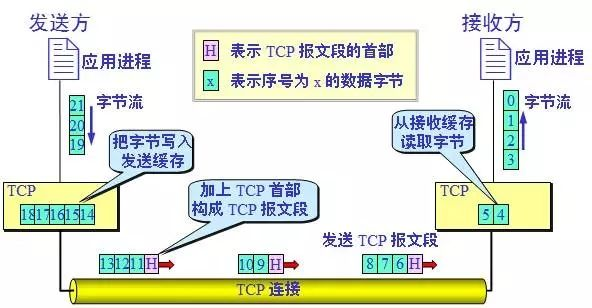 发送方
接收方
应用进程
H 表示 TCP 报文段的首部
x 表示序号为 x 的数据字节
应用进程
21
20
19
字节流
字节流
0
1
2
3
把字节写入
发送缓存
从接收缓存
读取字节
TCP
18 17 16 15 14
加上 TCP 首部
构成 TCP 报文段
TCP
5 4
发送 TCP 报文段
13 12 11 H
10 9 H
8 7 6 H
TCP 连接